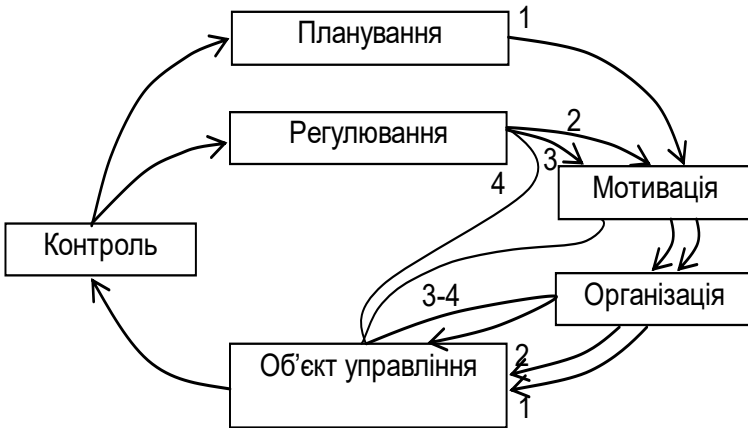 1
Планування
Регулювання
2
3
4
Мотивація
Контроль
Організація
3-4
Об’єкт управління
2
1